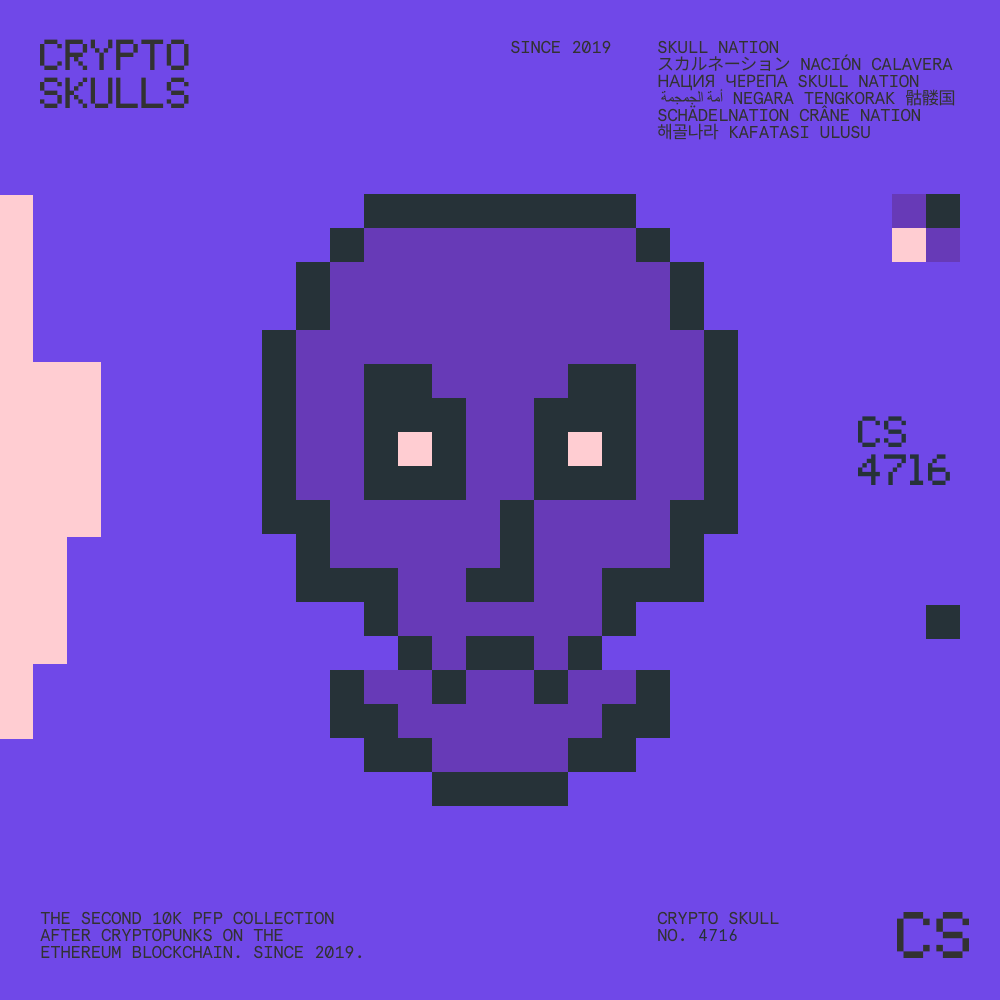 CRYPTO
SKULLS
SINCE 2019
SKULL NATION
スカルネーション NACIÓN CALAVERA
НАЦИЯ ЧЕРЕПА SKULL NATION
أمة الجمجمة NEGARA TENGKORAK 骷髅国
SCHÄDELNATION CRÂNE NATION
해골나라 KAFATASI ULUSU
CS
4716
THE SECOND 10K PFP COLLECTION
AFTER CRYPTOPUNKS ON THE
ETHEREUM BLOCKCHAIN. SINCE 2019.
CRYPTO SKULL
NO. 4716
CS